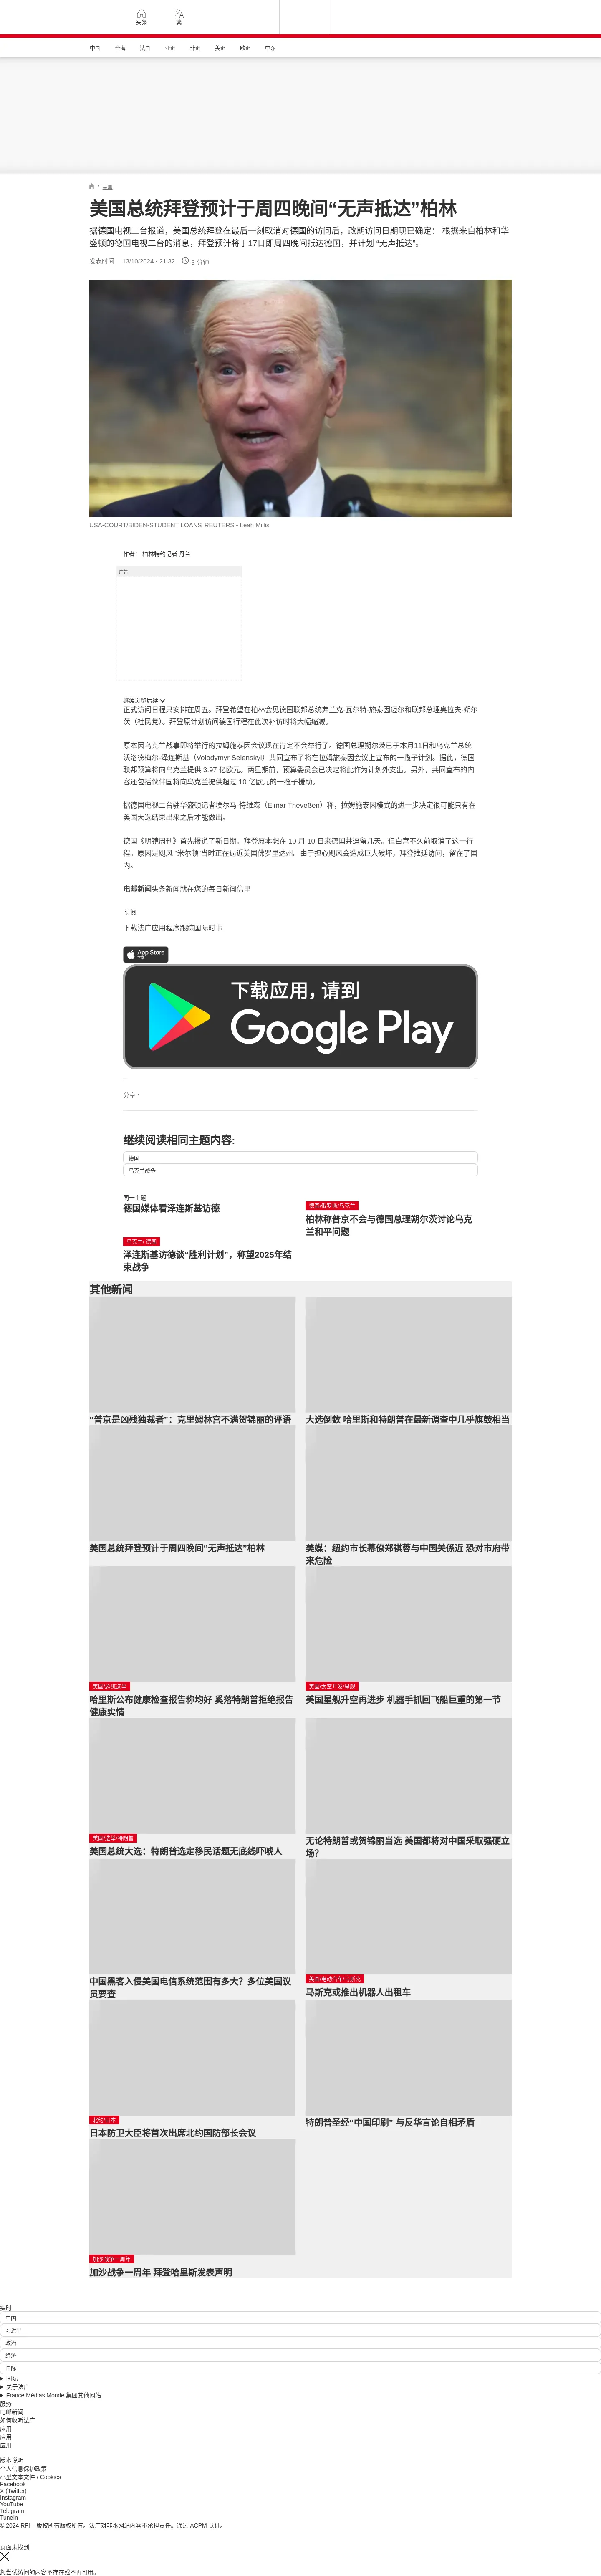 头条
繁
中国
台海
法国
亚洲
非洲
美洲
欧洲
中东
/ 美国
美国总统拜登预计于周四晚间“无声抵达”柏林
据德国电视二台报道，美国总统拜登在最后一刻取消对德国的访问后，改期访问日期现已确定： 根据来自柏林和华
盛顿的德国电视二台的消息，拜登预计将于17日即周四晚间抵达德国，并计划 “无声抵达”。
发表时间： 13/10/2024 - 21:32
3 分钟
USA-COURT/BIDEN-STUDENT LOANS REUTERS - Leah Millis
作者： 柏林特约记者 丹兰
广告
继续浏览后续
正式访问日程只安排在周五。拜登希望在柏林会见德国联邦总统弗兰克-瓦尔特-施泰因迈尔和联邦总理奥拉夫-朔尔
茨（社民党）。拜登原计划访问德国行程在此次补访时将大幅缩减。
原本因乌克兰战事即将举行的拉姆施泰因会议现在肯定不会举行了。德国总理朔尔茨已于本月11日和乌克兰总统
沃洛德梅尔-泽连斯基（Volodymyr Selenskyi）共同宣布了将在拉姆施泰因会议上宣布的一揽子计划。据此，德国
联邦预算将向乌克兰提供 3.97 亿欧元。两星期前，预算委员会已决定将此作为计划外支出。另外，共同宣布的内
容还包括伙伴国将向乌克兰提供超过 10 亿欧元的一揽子援助。
据德国电视二台驻华盛顿记者埃尔马-特维森（Elmar Theveßen）称，拉姆施泰因模式的进一步决定很可能只有在
美国大选结果出来之后才能做出。
德国《明镜周刊》首先报道了新日期。拜登原本想在 10 月 10 日来德国并逗留几天。但白宫不久前取消了这一行
程。原因是飓风 “米尔顿”当时正在逼近美国佛罗里达州。由于担心飓风会造成巨大破坏，拜登推延访问，留在了国
内。
电邮新闻头条新闻就在您的每日新闻信里
订阅
下载法广应用程序跟踪国际时事
App Store
下载
下载应用，请到
Google Play
分享 :
继续阅读相同主题内容:
德国
乌克兰战争
同一主题
德国媒体看泽连斯基访德
德国/俄罗斯/乌克兰
柏林称普京不会与德国总理朔尔茨讨论乌克
兰和平问题
乌克兰/ 德国
泽连斯基访德谈“胜利计划”，称望2025年结
束战争
其他新闻
“普京是凶残独裁者”：克里姆林宫不满贺锦丽的评语
大选倒数 哈里斯和特朗普在最新调查中几乎旗鼓相当
美国总统拜登预计于周四晚间“无声抵达”柏林
美媒：纽约市长幕僚郑祺蓉与中国关係近 恐对市府带
来危险
美国/总统选举
哈里斯公布健康检查报告称均好 奚落特朗普拒绝报告
健康实情
美国/太空开发/星舰
美国星舰升空再进步 机器手抓回飞船巨重的第一节
美国/选举/特朗普
美国总统大选：特朗普选定移民话题无底线吓唬人
无论特朗普或贺锦丽当选 美国都将对中国采取强硬立
场？
中国黑客入侵美国电信系统范围有多大？多位美国议
员要查
美国/电动汽车/马斯克
马斯克或推出机器人出租车
北约/日本
日本防卫大臣将首次出席北约国防部长会议
特朗普圣经“中国印刷” 与反华言论自相矛盾
加沙战争一周年
加沙战争一周年 拜登哈里斯发表声明
实时
中国
习近平
政治
经济
国际
国际
关于法广
France Médias Monde 集团其他网站
服务
电邮新闻
如何收听法广
应用
应用
应用
版本说明
个人信息保护政策
小型文本文件 / Cookies
Facebook
X (Twitter)
Instagram
YouTube
Telegram
TuneIn
© 2024 RFI – 版权所有版权所有。法广对非本网站内容不承担责任。通过 ACPM 认证。
页面未找到
您尝试访问的内容不存在或不再可用。